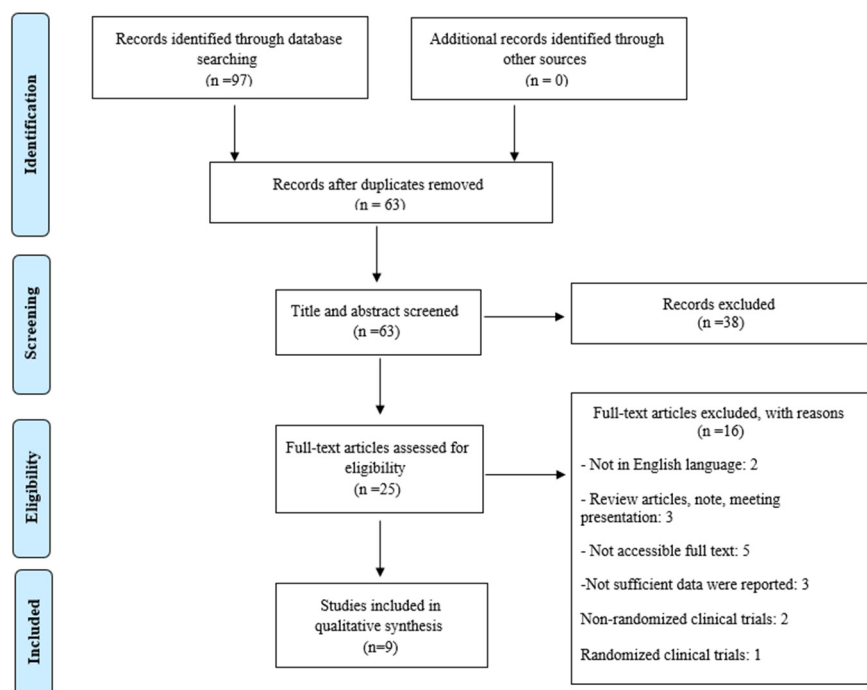 Identification
Records identified through database
searching
(n =97)
Additional records identified through
other sources
(n = 0)
Records after duplicates removed
(n = 63)
Screening
Title and abstract screened
(n =63)
Records excluded
(n =38)
Eligibility
Full-text articles assessed for
eligibility
(n =25)
Full-text articles excluded, with reasons
(n =16)
- Not in English language: 2
- Review articles, note, meeting
presentation: 3
- Not accessible full text: 5
-Not sufficient data were reported: 3
Non-randomized clinical trials: 2
Randomized clinical trials: 1
Included
Studies included in
qualitative synthesis
(n=9)